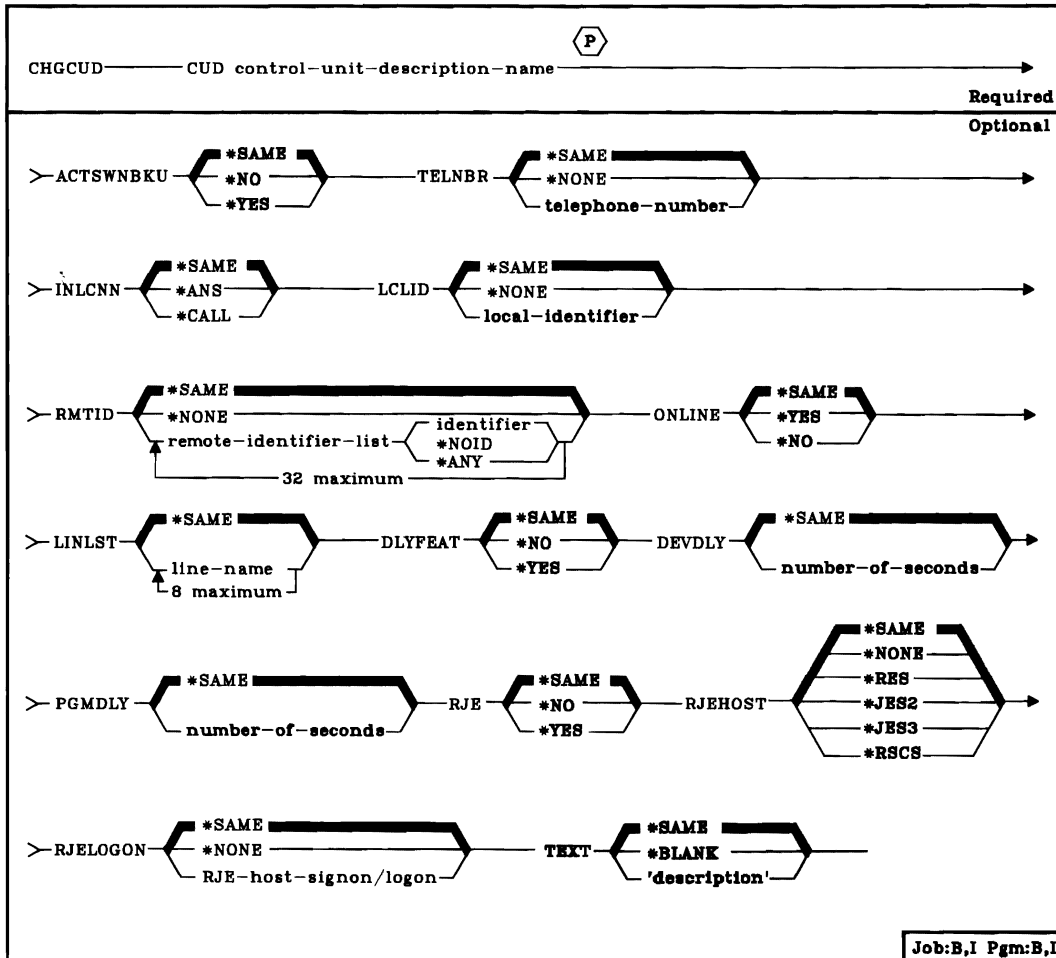 P
CHGCUD CUD control-unit-description-name
Required
Optional
ACTSWNBKU *SAME *NO *YES TELNBR *SAME *NONE telephone-number
INLCNN *SAME *ANS *CALL LCLID *SAME *NONE local-identifier
RMTID *SAME *NONE remote-identifier-list identifier *NOID *ANY 32 maximum ONLINE *SAME *YES *NO
LINLST *SAME line-name 8 maximum DLYFEAT *SAME *NO *YES DEVDLY *SAME number-of-seconds
PGMDLY *SAME number-of-seconds RJE *SAME *NO *YES RJEHOST *SAME *NONE *RES *JES2 *JES3 *RSCS
RJELOGON *SAME *NONE RJE-host-signon/logon TEXT *SAME *BLANK 'description'
Job:B,I Pgm:B,I